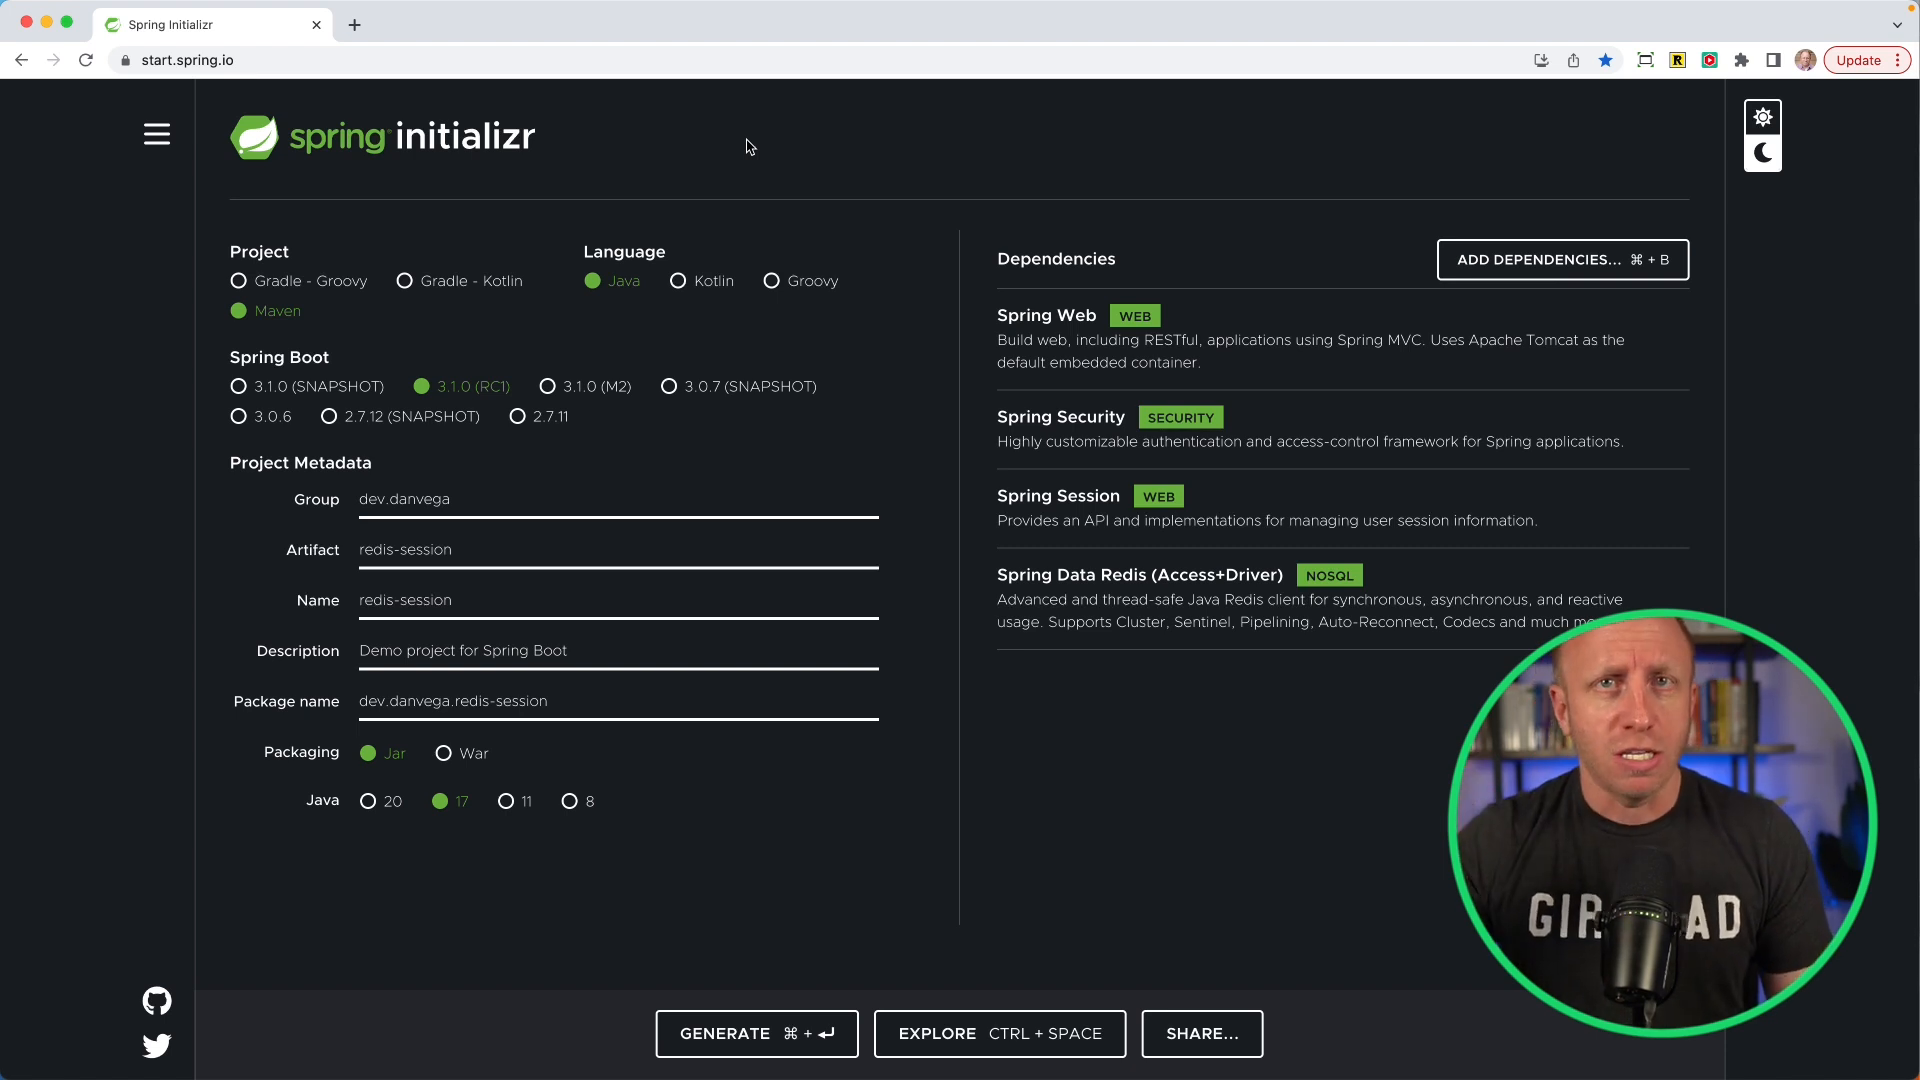 Spring Initializr
start.spring.io
R
Update
spring initializr
Project
Gradle - Groovy
Gradle - Kotlin
Maven
Language
Java
Kotlin
Groovy
Spring Boot
3.1.0 (SNAPSHOT)
3.1.0 (RC1)
3.1.0 (M2)
3.0.7 (SNAPSHOT)
3.0.6
2.7.12 (SNAPSHOT)
2.7.11
Project Metadata
Group
dev.danvega
Artifact
redis-session
Name
redis-session
Description
Demo project for Spring Boot
Package name
dev.danvega.redis-session
Packaging
Jar
War
Java
20
17
11
8
Dependencies
ADD DEPENDENCIES... ⌘ + B
Spring Web WEB
Build web, including RESTful, applications using Spring MVC. Uses Apache Tomcat as the
default embedded container.
Spring Security SECURITY
Highly customizable authentication and access-control framework for Spring applications.
Spring Session WEB
Provides an API and implementations for managing user session information.
Spring Data Redis (Access+Driver) NOSQL
Advanced and thread-safe Java Redis client for synchronous, asynchronous, and reactive
usage. Supports Cluster, Sentinel, Pipelining, Auto-Reconnect, Codecs and much
GENERATE ⌘ + ↵
EXPLORE CTRL + SPACE
SHARE...